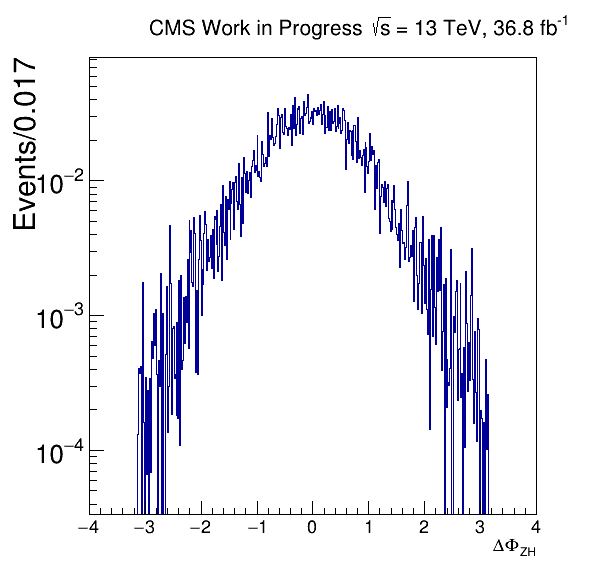 CMS Work in Progress √s = 13 TeV, 36.8 fb⁻¹
Events/0.017
10⁻²
10⁻³
10⁻⁴
−4 −3 −2 −1 0 1 2 3 4
ΔΦ_ZH